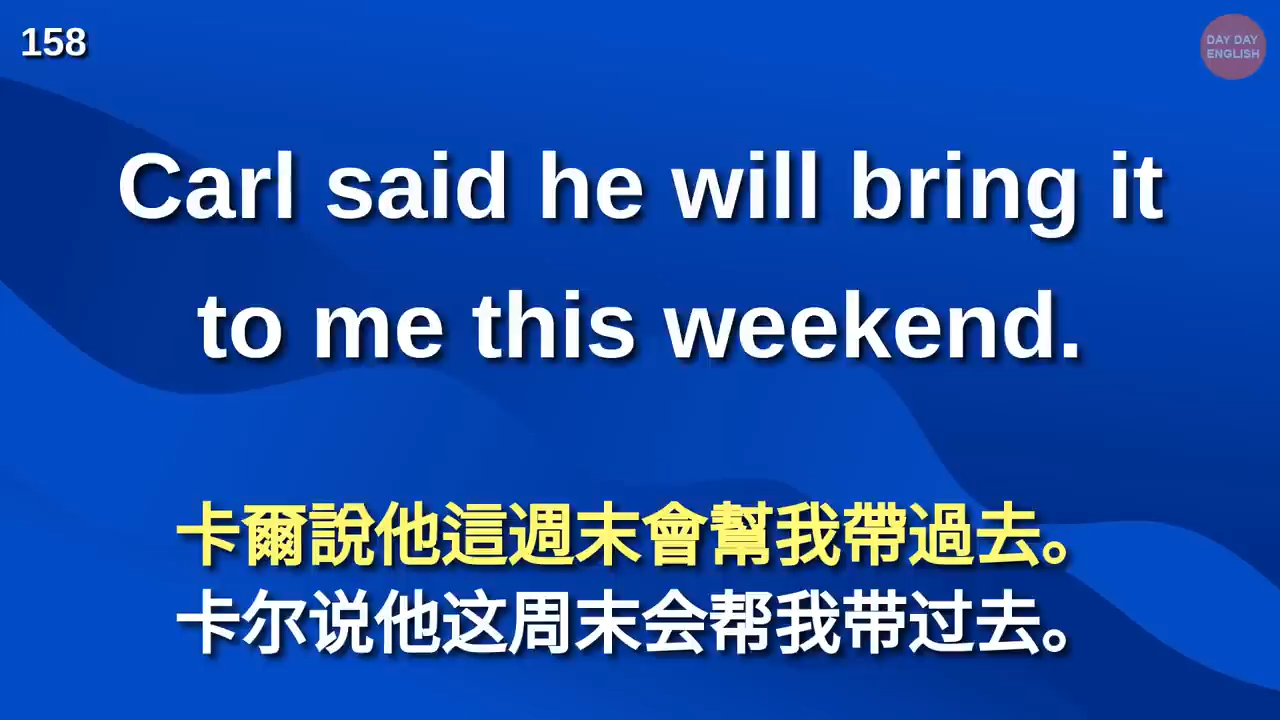 158
DAY DAY
ENGLISH
Carl said he will bring it
to me this weekend.
卡爾說他這週末會幫我帶過去。
卡尔说他这周末会帮我带过去。